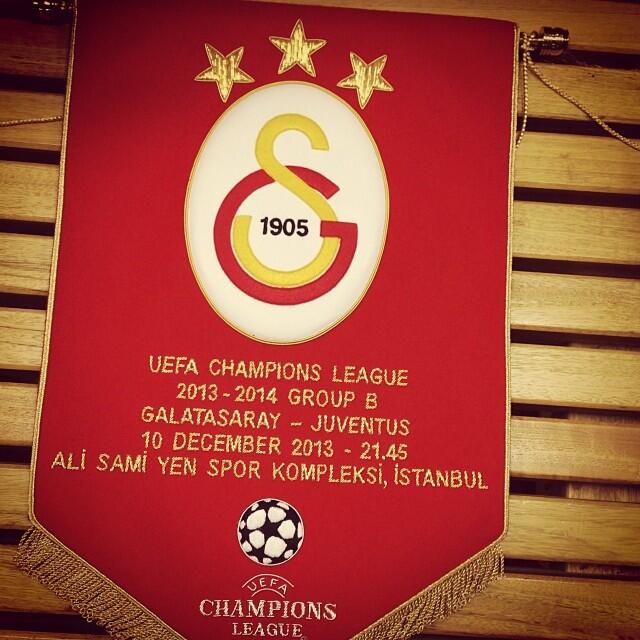 1905
UEFA CHAMPIONS LEAGUE
2013-2014 GROUP B
GALATASARAY - JUVENTUS
10 DECEMBER 2013 - 21.45
ALİ SAMİ YEN SPOR KOMPLEKSİ, İSTANBUL
UEFA
CHAMPIONS
LEAGUE